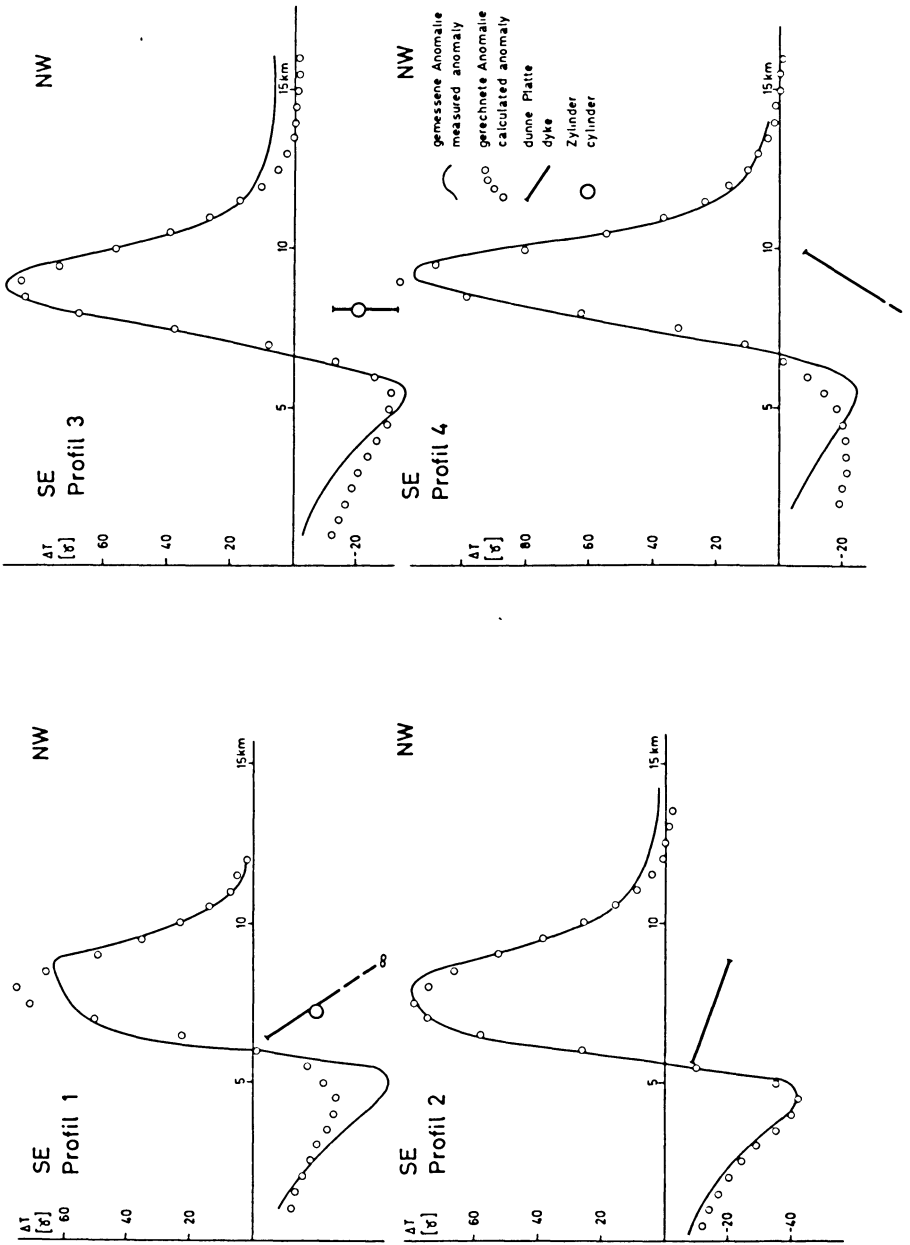 SE
Profil 1
NW
ΔT
[ɣ]
60
40
20
5
10
15km
∞
SE
Profil 2
NW
ΔT
[ɣ]
60
40
20
-20
-40
5
10
15km
SE
Profil 3
NW
ΔT
[ɣ]
60
40
20
-20
5
10
15km
SE
Profil 4
NW
ΔT
[ɣ]
80
60
40
20
-20
5
10
15km
gemessene Anomalie
measured anomaly
gerechnete Anomalie
calculated anomaly
dunne Platte
dyke
Zylinder
cylinder